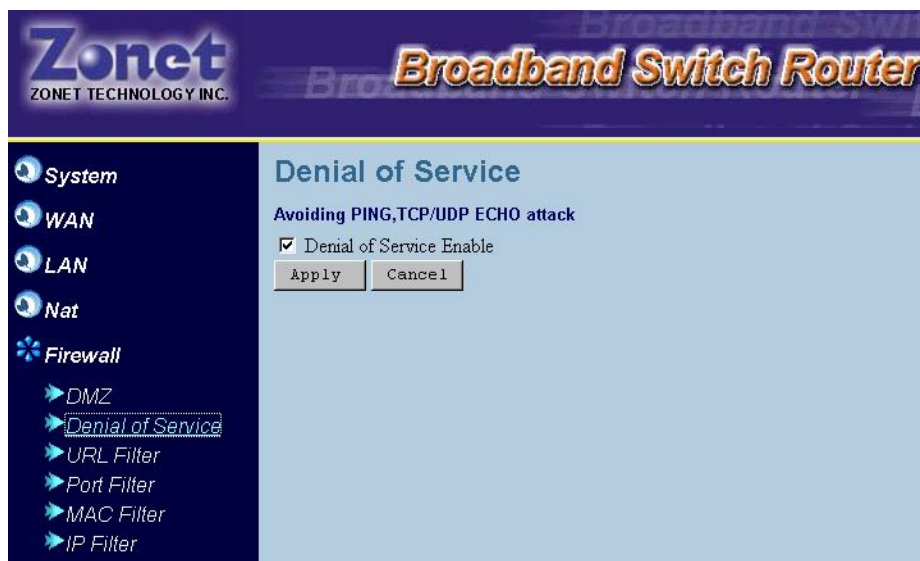 Zonet
ZONET TECHNOLOGY INC.
Broadband Switch Router
System
WAN
LAN
Nat
Firewall
DMZ
Denial of Service
URL Filter
Port Filter
MAC Filter
IP Filter
Denial of Service
Avoiding PING,TCP/UDP ECHO attack
Denial of Service Enable
Apply Cancel